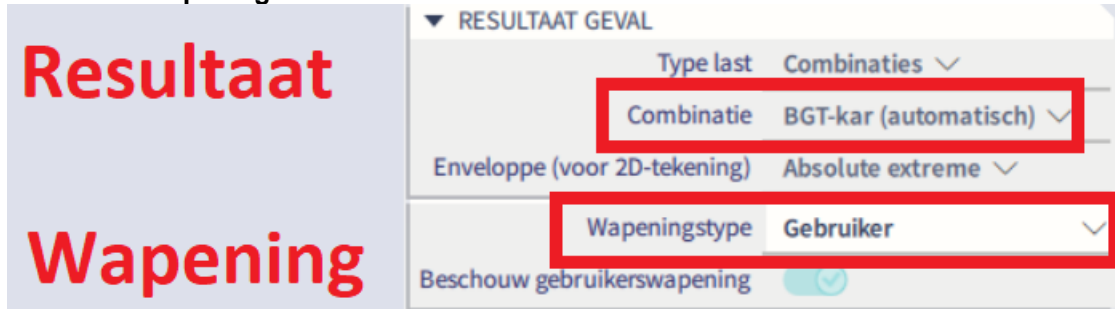 Resultaat
▼ RESULTAAT GEVAL
Type last Combinaties
Combinatie BGT-kar (automatisch)
Enveloppe (voor 2D-tekening) Absolute extreme
Wapening
Wapeningstype Gebruiker
Beschouw gebruikerswapening